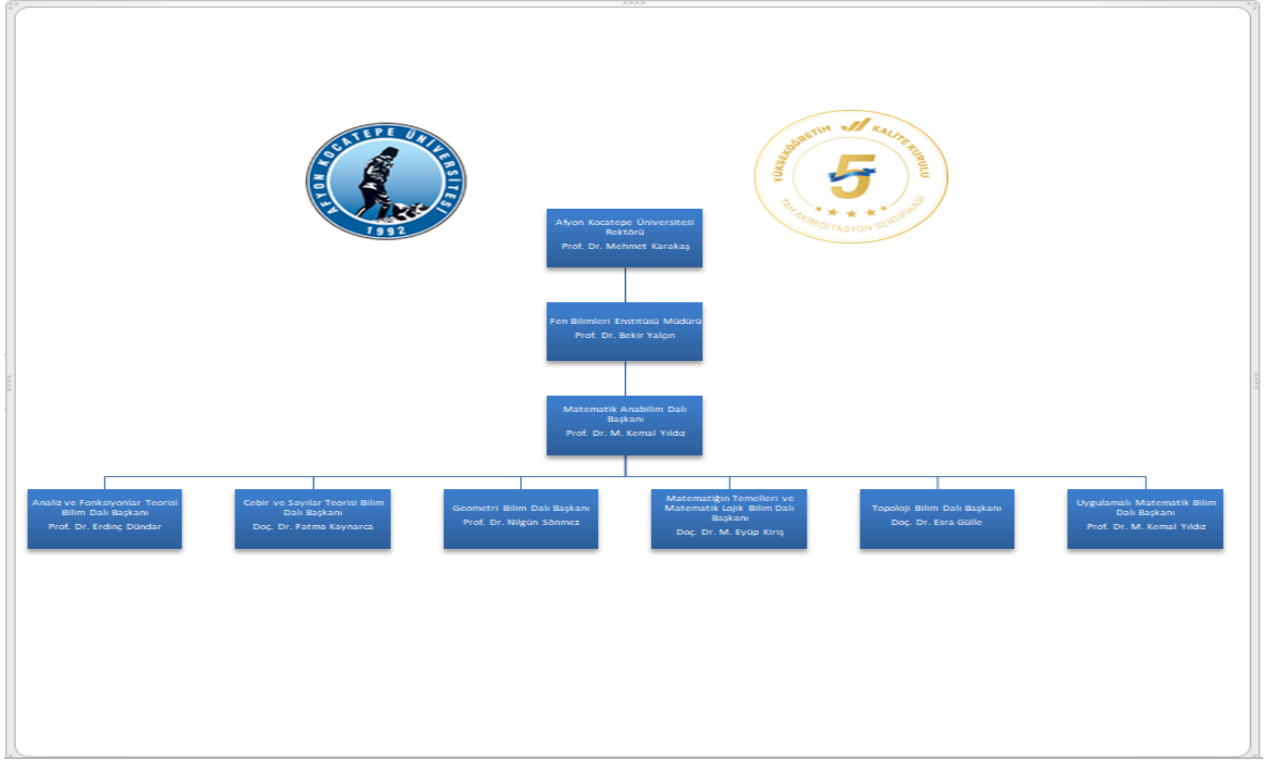 AFYON KOCATEPE ÜNİVERSİTESİ
1992
YÜKSEKÖĞRETİM KALİTE KURULU
5
TAM AKREDİTASYON SERTİFİKASI
Afyon Kocatepe Üniversitesi
Rektörü
Prof. Dr. Mehmet Karakaş
Fen Bilimleri Enstitüsü Müdürü
Prof. Dr. Bekir Yalçın
Matematik Anabilim Dalı
Başkanı
Prof. Dr. M. Kemal Yıldız
Analiz ve Fonksiyonlar Teorisi
Bilim Dalı Başkanı
Prof. Dr. Erdinç Dündar
Cebir ve Sayılar Teorisi Bilim
Dalı Başkanı
Doç. Dr. Fatma Kaynarca
Geometri Bilim Dalı Başkanı
Prof. Dr. Nilgün Sönmez
Matematiğin Temelleri ve
Matematik Lojik Bilim Dalı
Başkanı
Doç. Dr. M. Eyüp Kiriş
Topoloji Bilim Dalı Başkanı
Doç. Dr. Esra Gülle
Uygulamalı Matematik Bilim
Dalı Başkanı
Prof. Dr. M. Kemal Yıldız